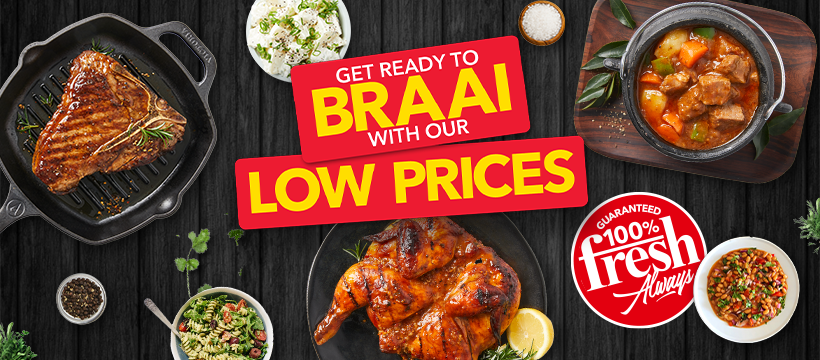 GET READY TO
BRAAI
WITH OUR
LOW PRICES
GUARANTEED
100%
fresh
Always